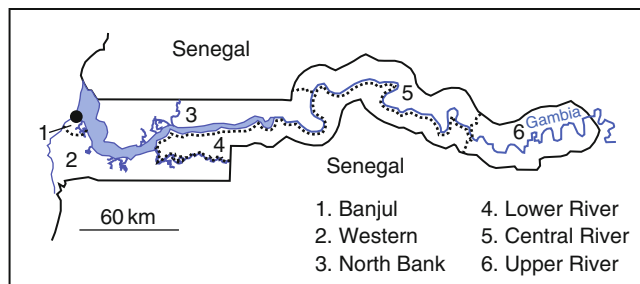 Senegal
1
2
3
4
5
6
Gambia
Senegal
60 km
1. Banjul
2. Western
3. North Bank
4. Lower River
5. Central River
6. Upper River